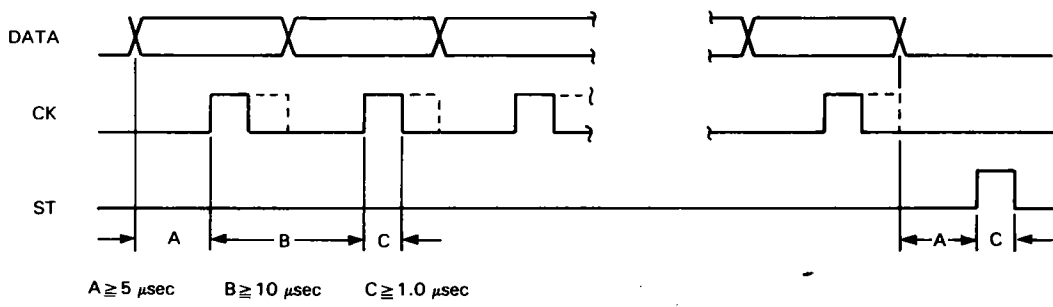 DATA
CK
ST
A B C A C
A ≧ 5 μsec B ≧ 10 μsec C ≧ 1.0 μsec